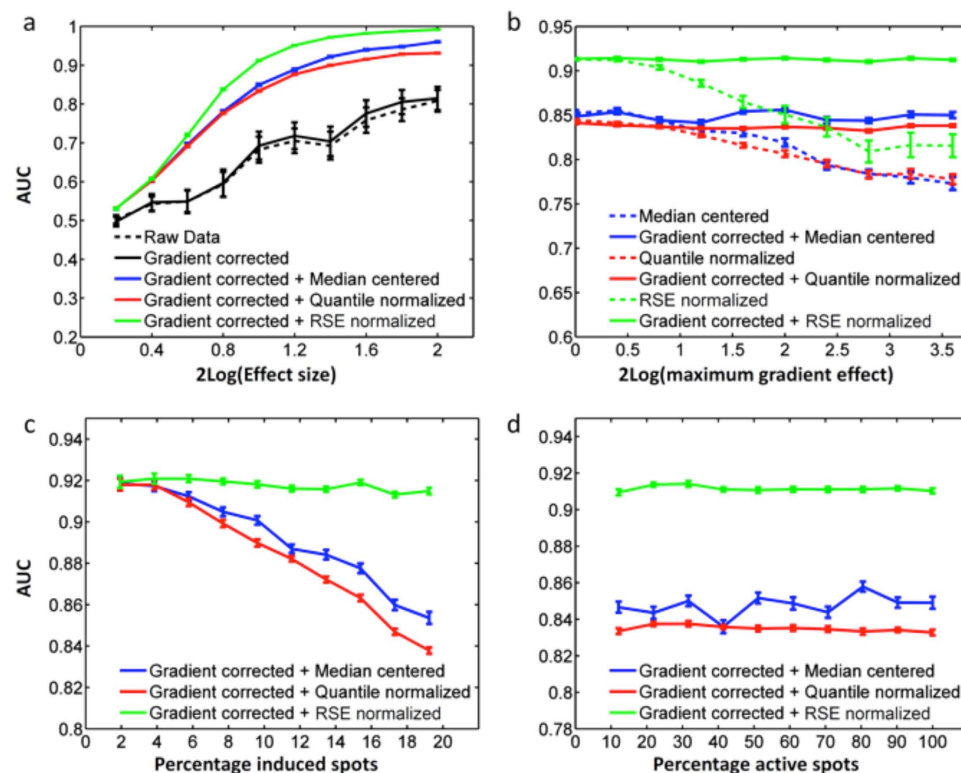 a
1
0.9
0.8
0.7
0.6
0.5
0.4
0.3
0.2
AUC
Raw Data
Gradient corrected
Gradient corrected + Median centered
Gradient corrected + Quantile normalized
Gradient corrected + RSE normalized
0 0.4 0.8 1.2 1.6 2
2Log(Effect size)
b
0.95
0.9
0.85
0.8
0.75
0.7
0.65
0.6
Median centered
Gradient corrected + Median centered
Quantile normalized
Gradient corrected + Quantile normalized
RSE normalized
Gradient corrected + RSE normalized
0 0.5 1 1.5 2 2.5 3 3.5
2Log(maximum gradient effect)
c
0.94
0.92
0.9
0.88
0.86
0.84
0.82
0.8
AUC
Gradient corrected + Median centered
Gradient corrected + Quantile normalized
Gradient corrected + RSE normalized
0 2 4 6 8 10 12 14 16 18 20
Percentage induced spots
d
0.94
0.92
0.9
0.88
0.86
0.84
0.82
0.8
0.78
Gradient corrected + Median centered
Gradient corrected + Quantile normalized
Gradient corrected + RSE normalized
0 10 20 30 40 50 60 70 80 90 100
Percentage active spots